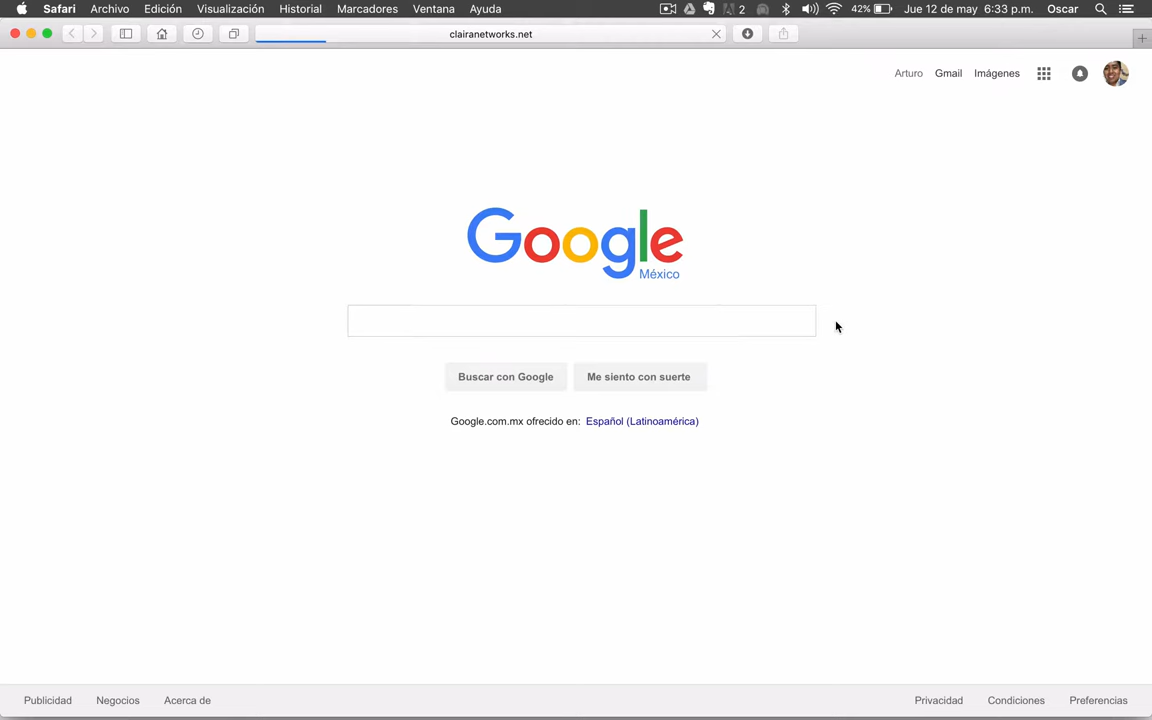 Safari Archivo Edición Visualización Historial Marcadores Ventana Ayuda 2 42% Jue 12 de may 6:33 p.m. Oscar
clairanetworks.net
Arturo Gmail Imágenes
Google
México
Buscar con Google Me siento con suerte
Google.com.mx ofrecido en: Español (Latinoamérica)
Publicidad Negocios Acerca de Privacidad Condiciones Preferencias